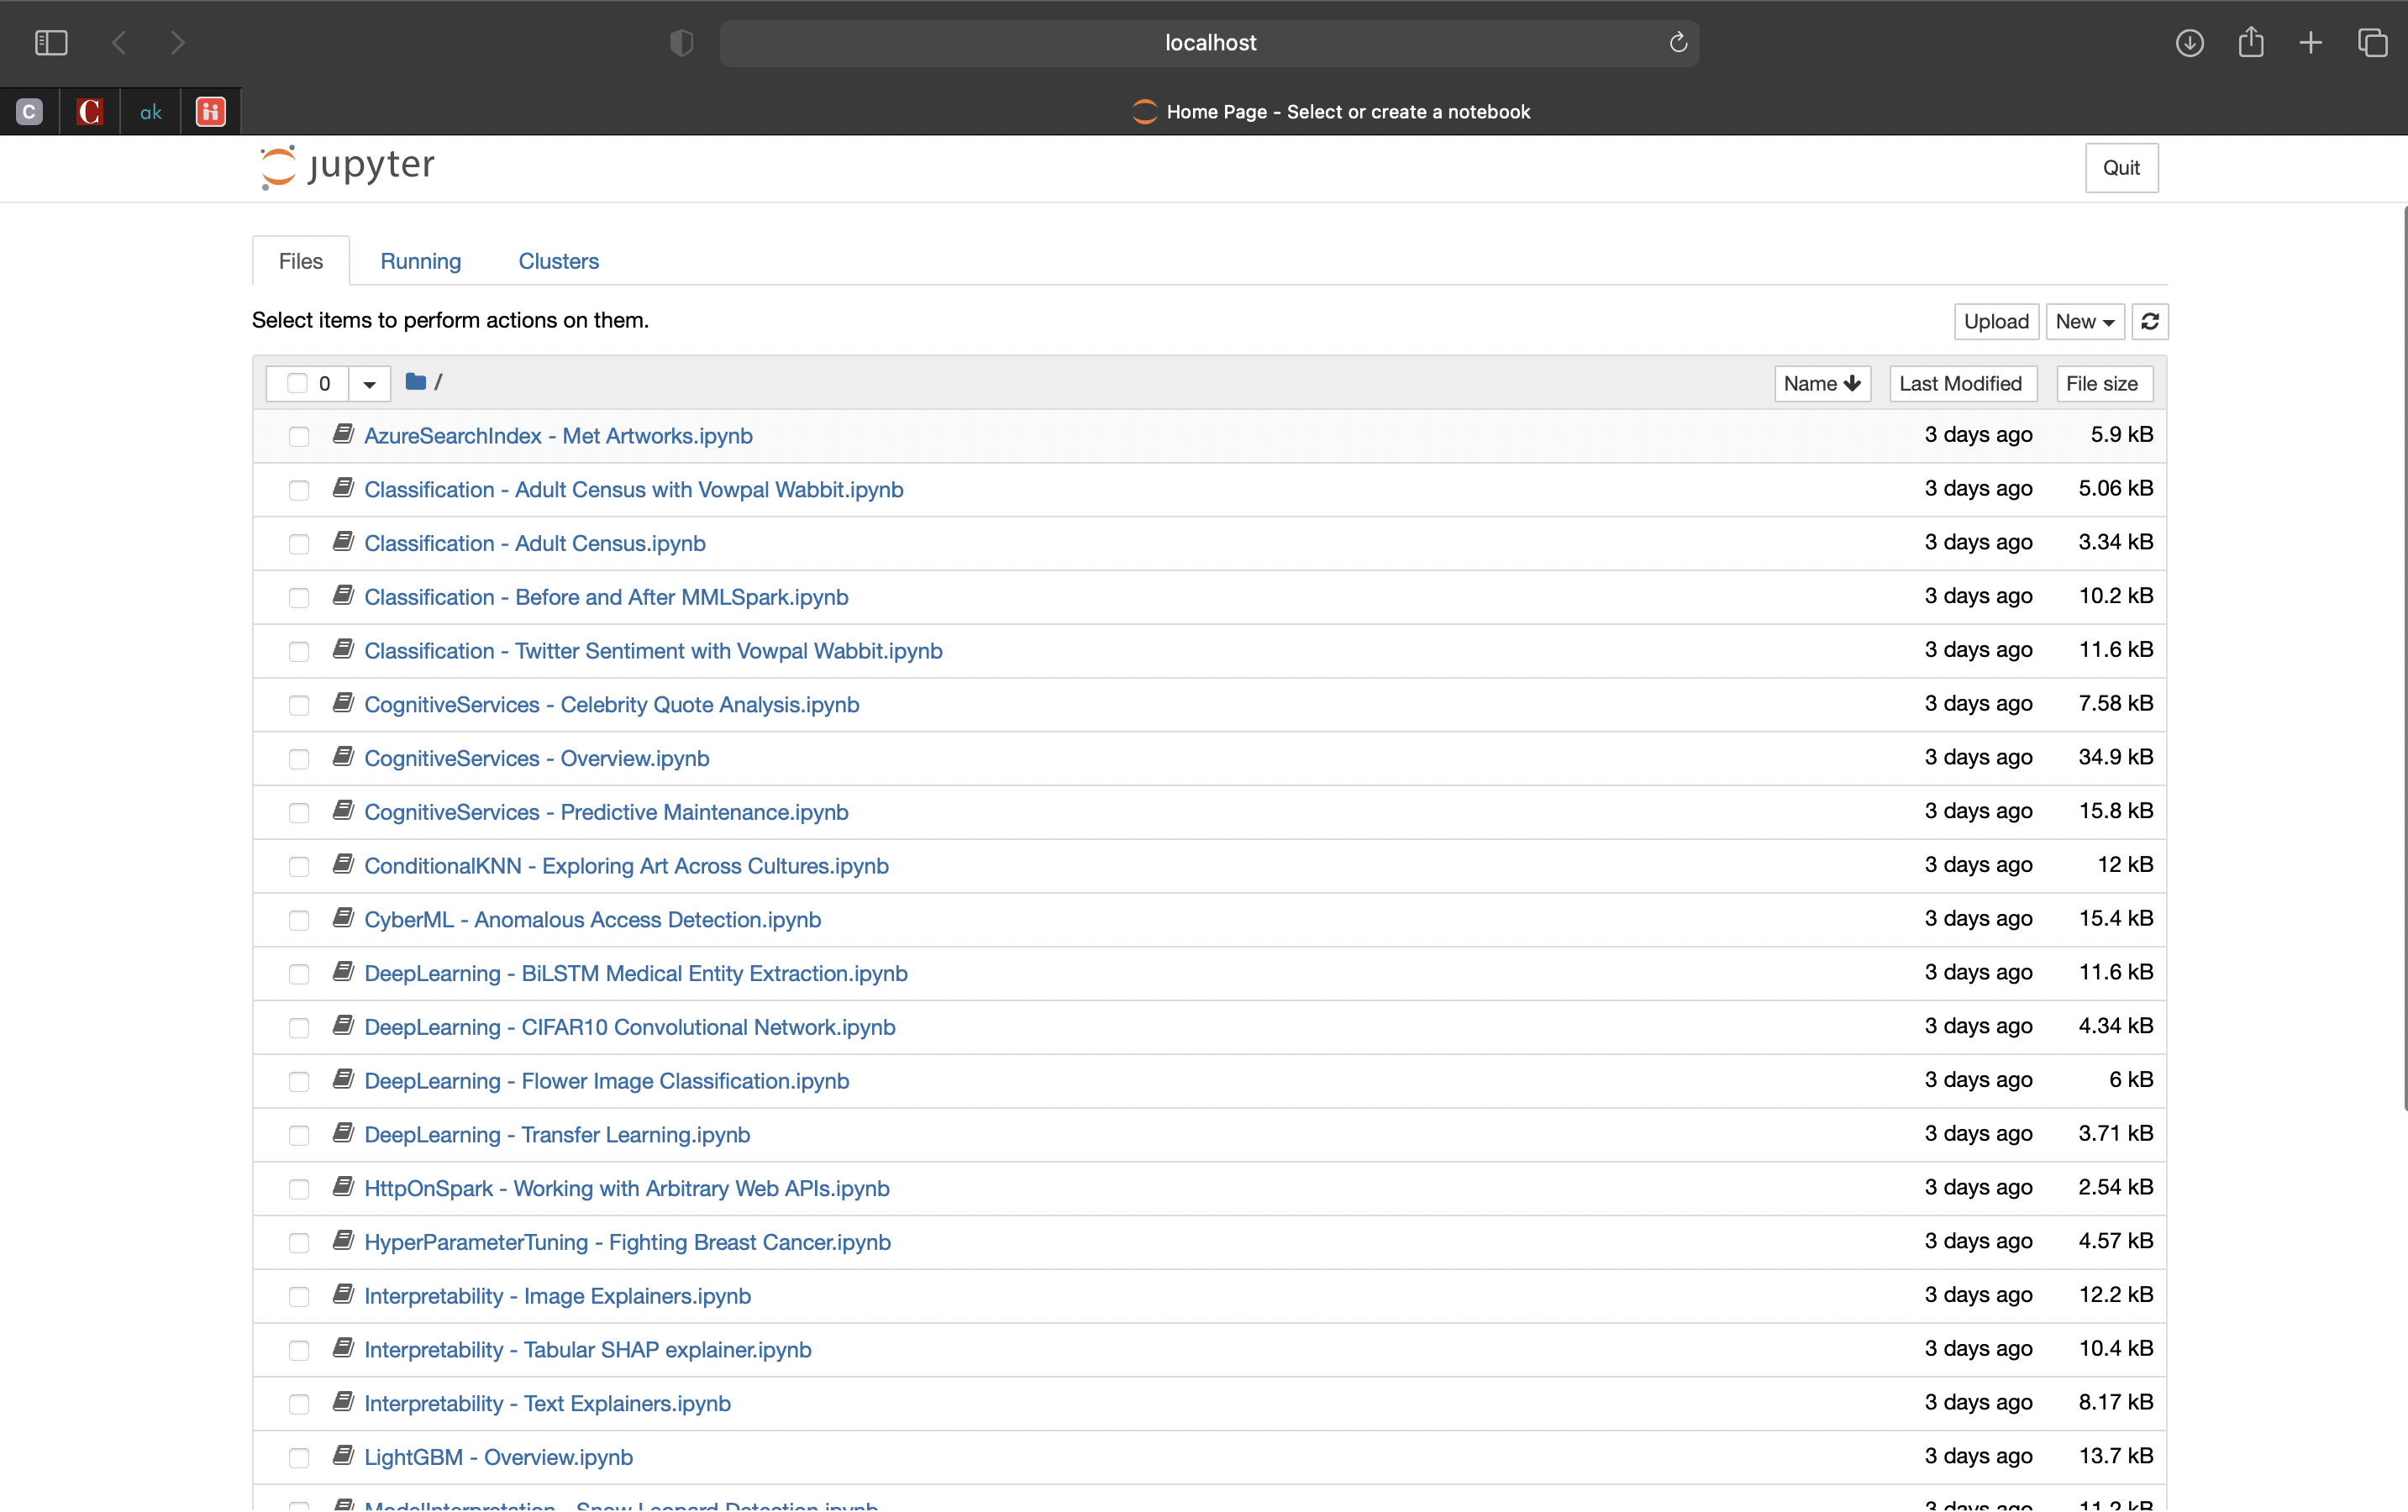 localhost
C
C
ak
Home Page - Select or create a notebook
jupyter
Quit
Files Running Clusters
Select items to perform actions on them.
Upload New
0 / Name Last Modified File size
AzureSearchIndex - Met Artworks.ipynb 3 days ago 5.9 kB
Classification - Adult Census with Vowpal Wabbit.ipynb 3 days ago 5.06 kB
Classification - Adult Census.ipynb 3 days ago 3.34 kB
Classification - Before and After MMLSpark.ipynb 3 days ago 10.2 kB
Classification - Twitter Sentiment with Vowpal Wabbit.ipynb 3 days ago 11.6 kB
CognitiveServices - Celebrity Quote Analysis.ipynb 3 days ago 7.58 kB
CognitiveServices - Overview.ipynb 3 days ago 34.9 kB
CognitiveServices - Predictive Maintenance.ipynb 3 days ago 15.8 kB
ConditionalKNN - Exploring Art Across Cultures.ipynb 3 days ago 12 kB
CyberML - Anomalous Access Detection.ipynb 3 days ago 15.4 kB
DeepLearning - BiLSTM Medical Entity Extraction.ipynb 3 days ago 11.6 kB
DeepLearning - CIFAR10 Convolutional Network.ipynb 3 days ago 4.34 kB
DeepLearning - Flower Image Classification.ipynb 3 days ago 6 kB
DeepLearning - Transfer Learning.ipynb 3 days ago 3.71 kB
HttpOnSpark - Working with Arbitrary Web APIs.ipynb 3 days ago 2.54 kB
HyperParameterTuning - Fighting Breast Cancer.ipynb 3 days ago 4.57 kB
Interpretability - Image Explainers.ipynb 3 days ago 12.2 kB
Interpretability - Tabular SHAP explainer.ipynb 3 days ago 10.4 kB
Interpretability - Text Explainers.ipynb 3 days ago 8.17 kB
LightGBM - Overview.ipynb 3 days ago 13.7 kB
ModelInterpretation - Snow Leopard Detection.ipynb 3 days ago 11.2 kB